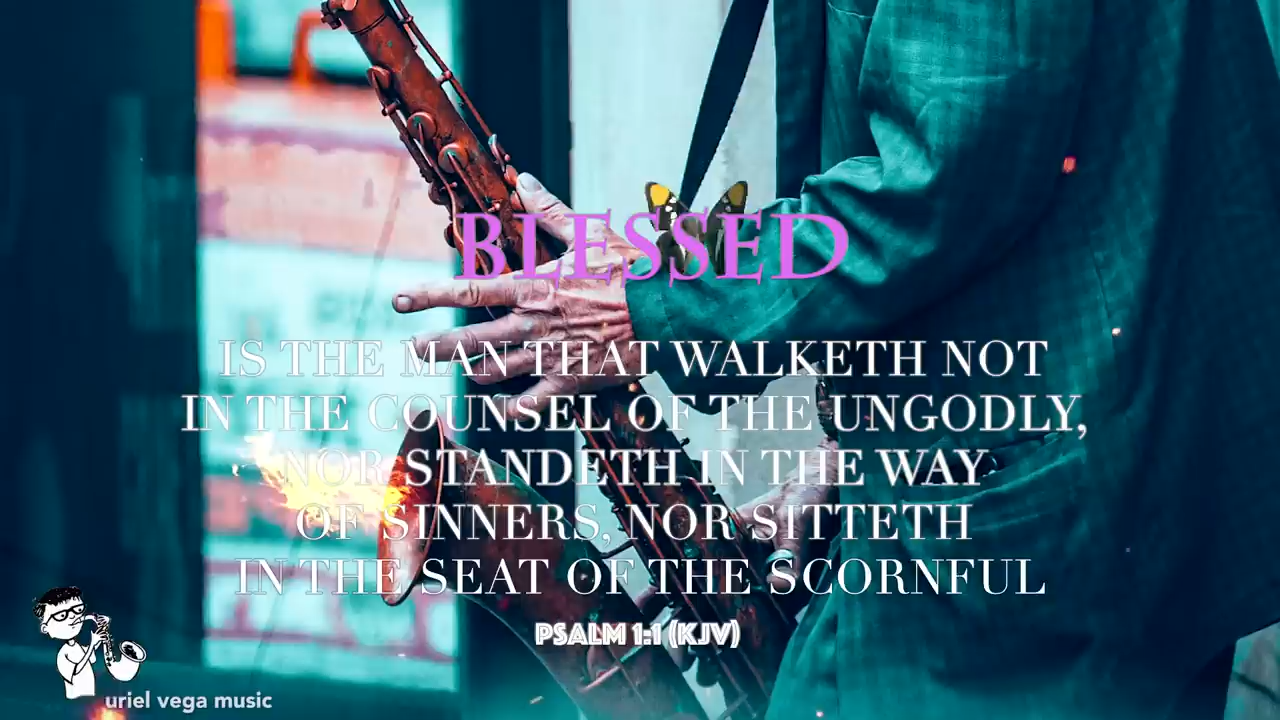 BLESSED
IS THE MAN THAT WALKETH NOT
IN THE COUNSEL OF THE UNGODLY,
NOR STANDETH IN THE WAY
OF SINNERS, NOR SITTETH
IN THE SEAT OF THE SCORNFUL
PSALM 1:1 (KJV)
uriel vega music